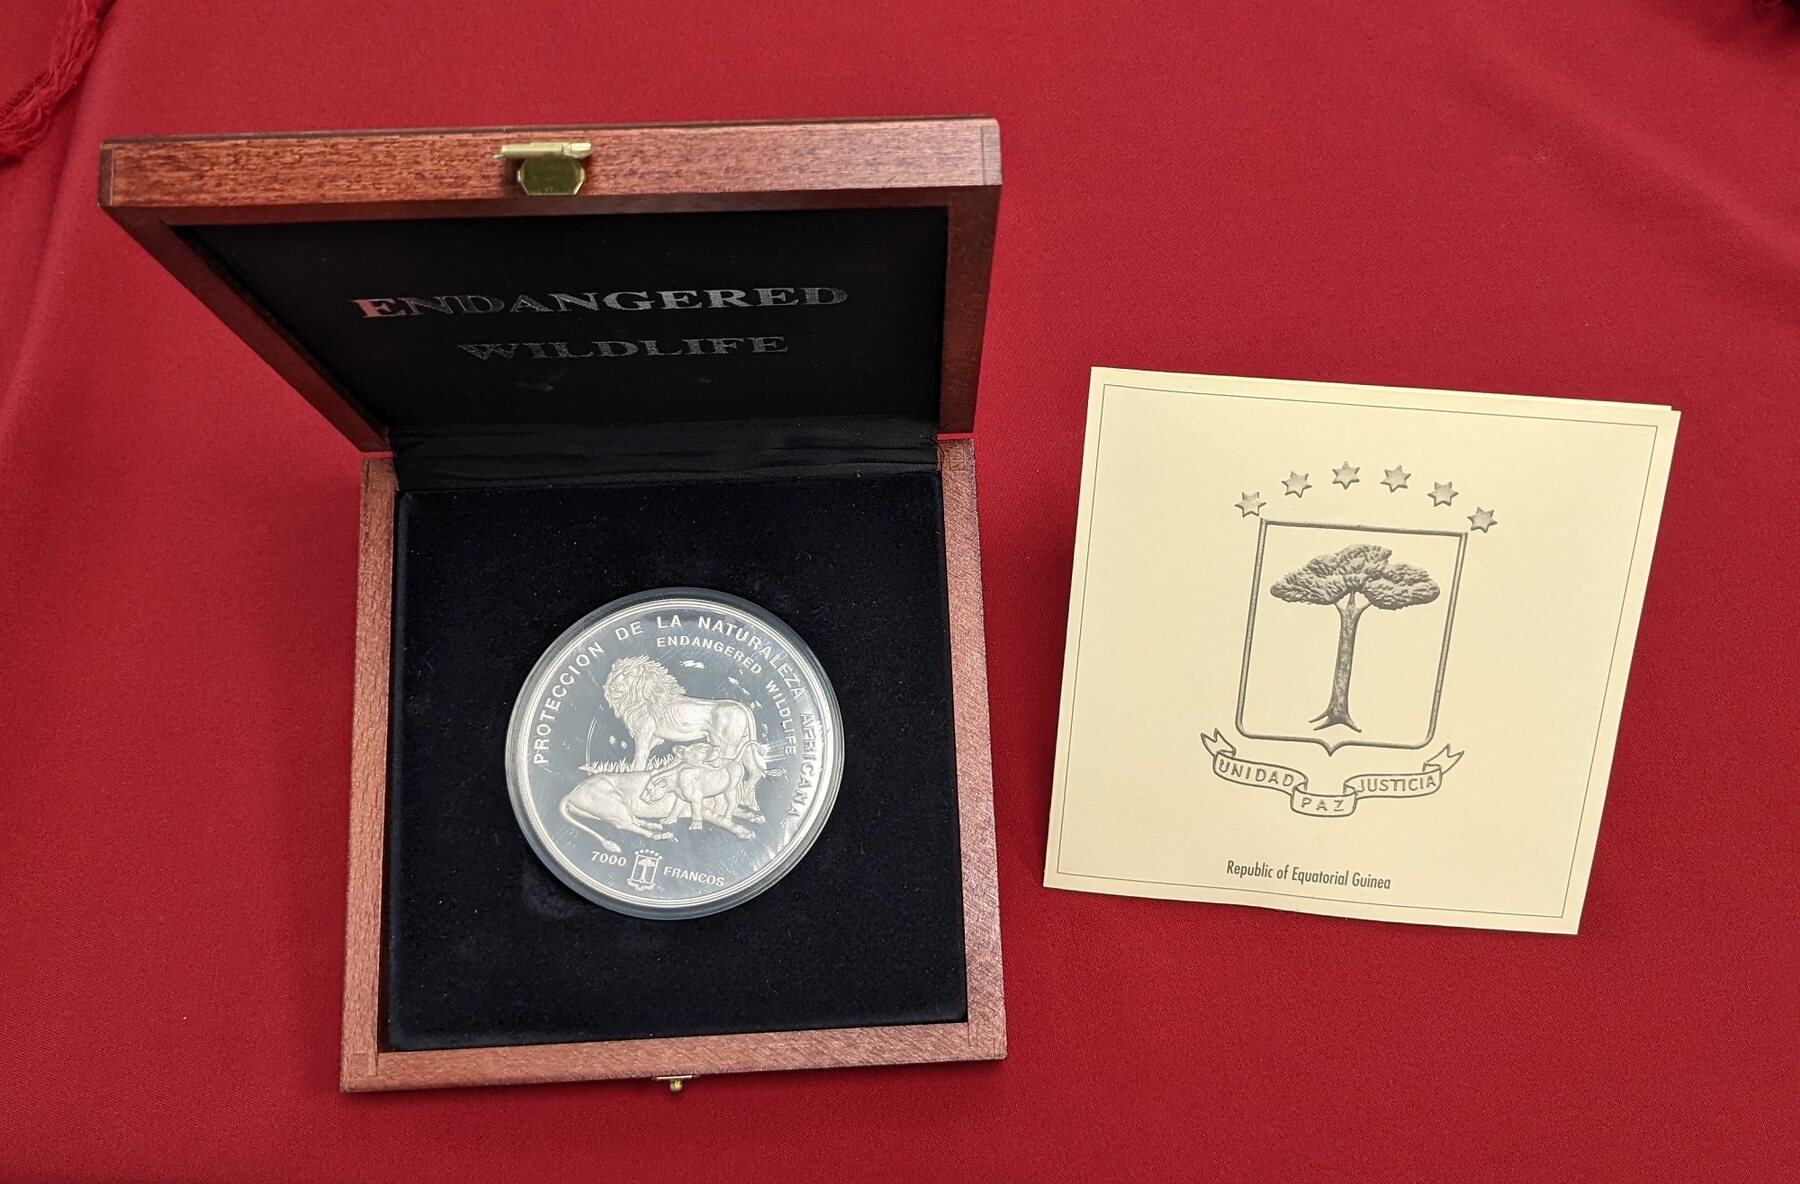 ENDANGERED
WILDLIFE
PROTECCION DE LA NATURALEZA AFRICANA
ENDANGERED WILDLIFE
7000 FRANCOS
UNIDAD PAZ JUSTICIA
Republic of Equatorial Guinea